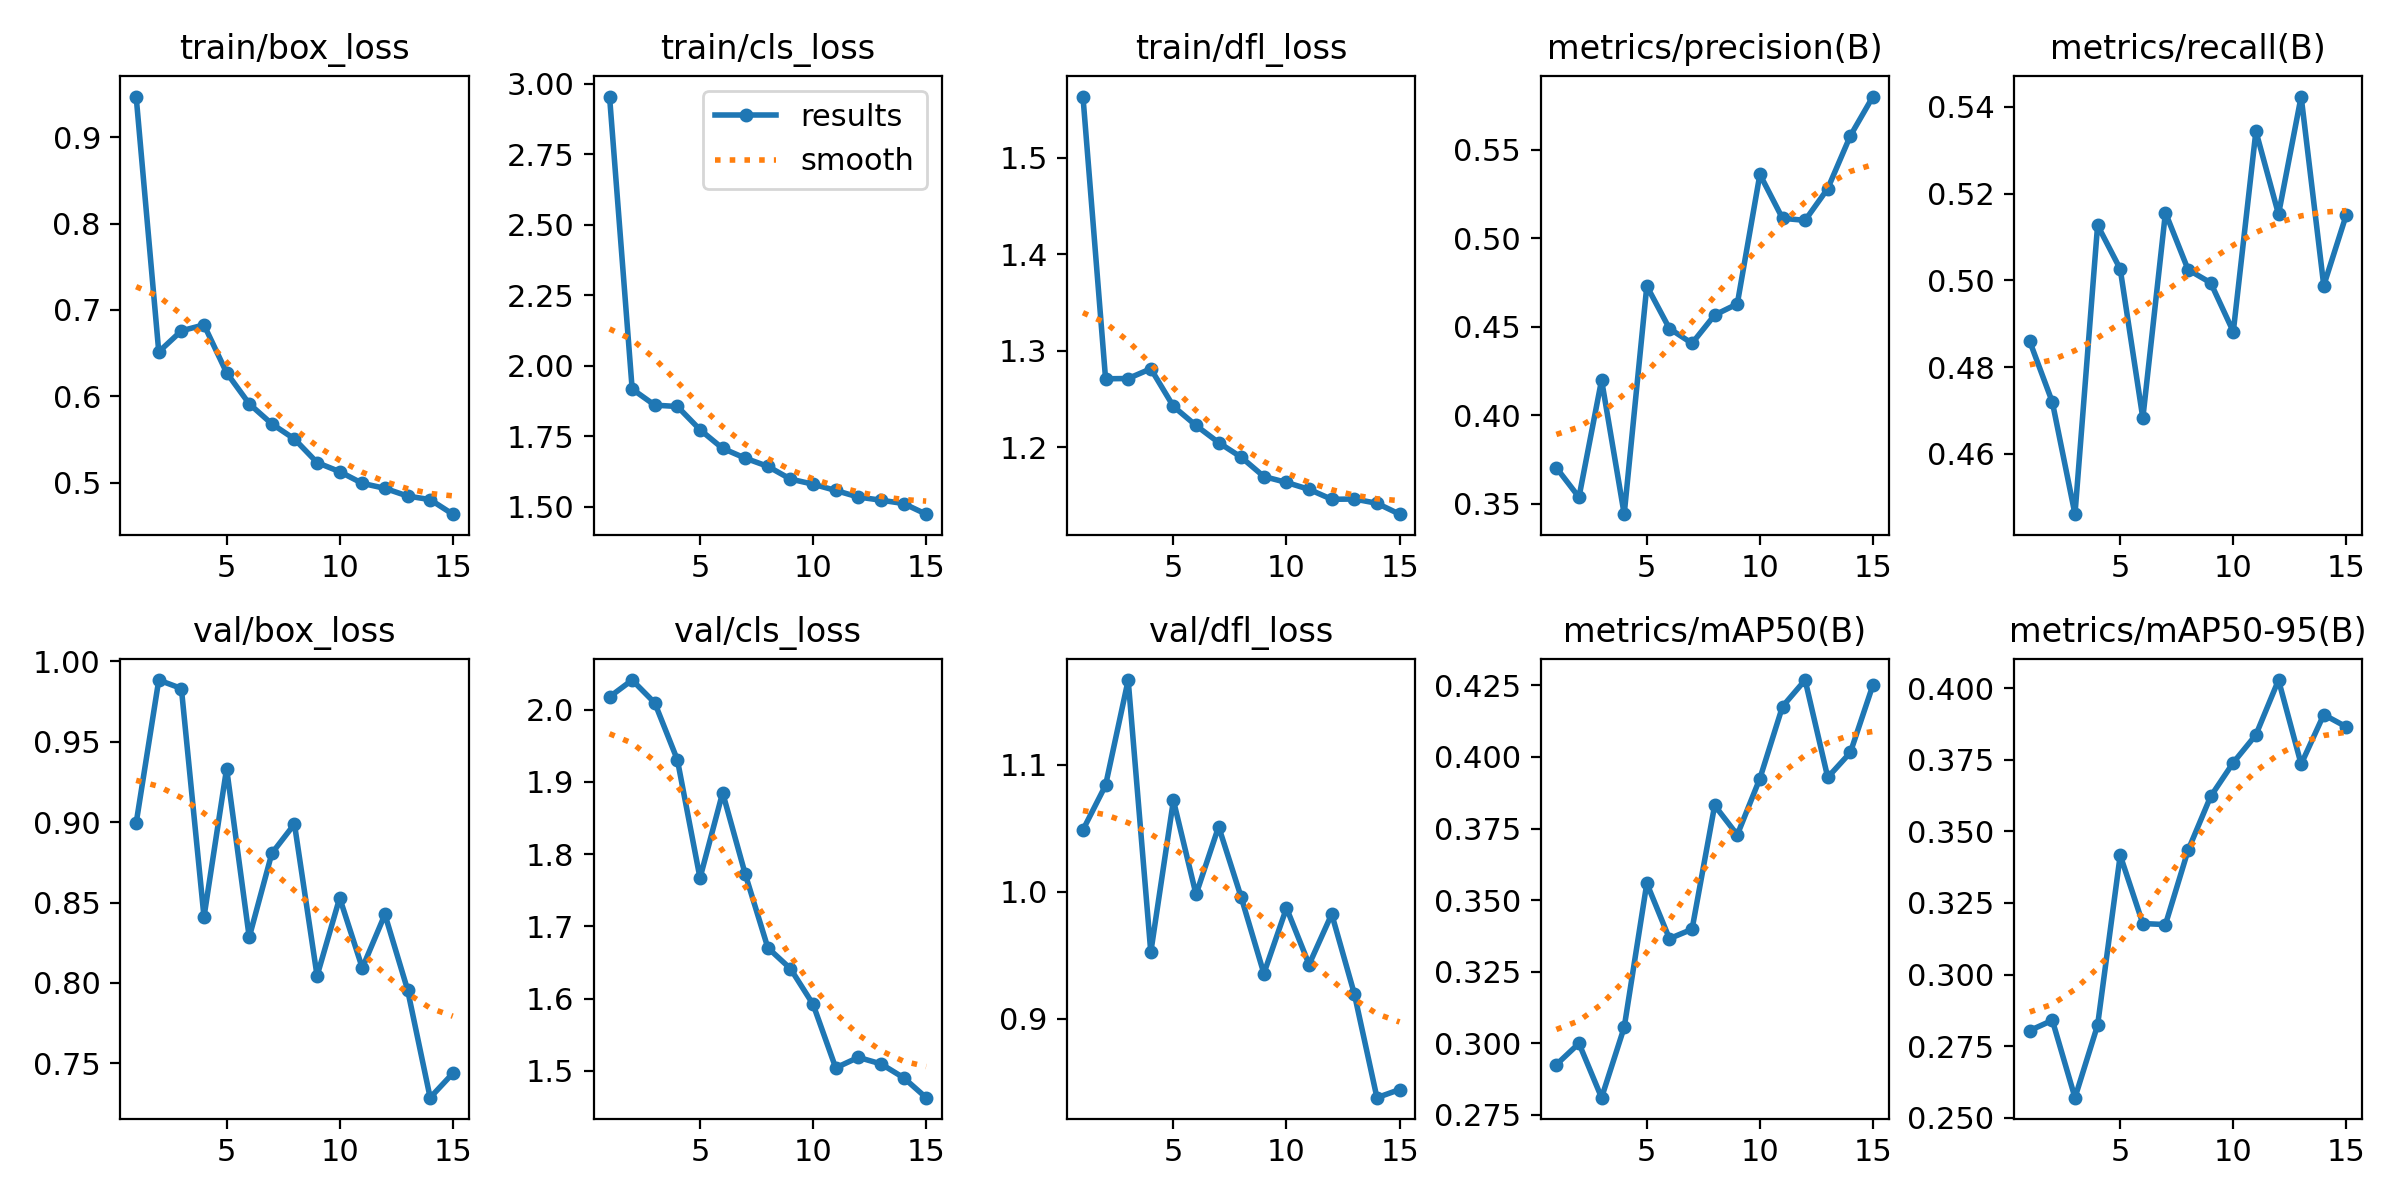 train/box_loss
train/cls_loss
train/dfl_loss
metrics/precision(B)
metrics/recall(B)
0.9
0.8
0.7
0.6
0.5
5 10 15
3.00
2.75
2.50
2.25
2.00
1.75
1.50
results
smooth
5 10 15
1.5
1.4
1.3
1.2
5 10 15
0.55
0.50
0.45
0.40
0.35
5 10 15
0.54
0.52
0.50
0.48
0.46
5 10 15
val/box_loss
val/cls_loss
val/dfl_loss
metrics/mAP50(B)
metrics/mAP50-95(B)
1.00
0.95
0.90
0.85
0.80
0.75
5 10 15
2.0
1.9
1.8
1.7
1.6
1.5
5 10 15
1.1
1.0
0.9
5 10 15
0.425
0.400
0.375
0.350
0.325
0.300
0.275
5 10 15
0.400
0.375
0.350
0.325
0.300
0.275
0.250
5 10 15